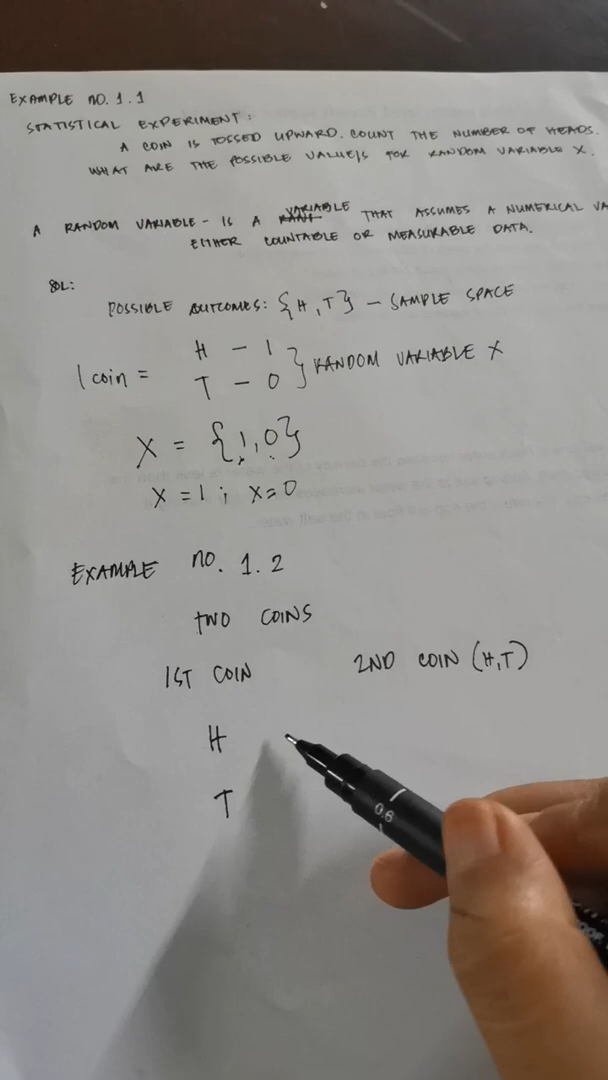 EXAMPLE NO. 1.1
STATISTICAL EXPERIMENT:
A COIN IS TOSSED UPWARD. COUNT THE NUMBER OF HEADS.
WHAT ARE THE POSSIBLE VALUE/S FOR RANDOM VARIABLE X.
A RANDOM VARIABLE - IS A VARIABLE THAT ASSUMES A NUMERICAL VA
EITHER COUNTABLE OR MEASURABLE DATA.
SOL:
POSSIBLE OUTCOMES: {H, T} - SAMPLE SPACE
1 coin = H - 1
T - 0 } RANDOM VARIABLE X
X = {1, 0}
X = 1 ; X = 0
EXAMPLE NO. 1.2
TWO COINS
1ST COIN 2ND COIN (H,T)
H
T
0.6